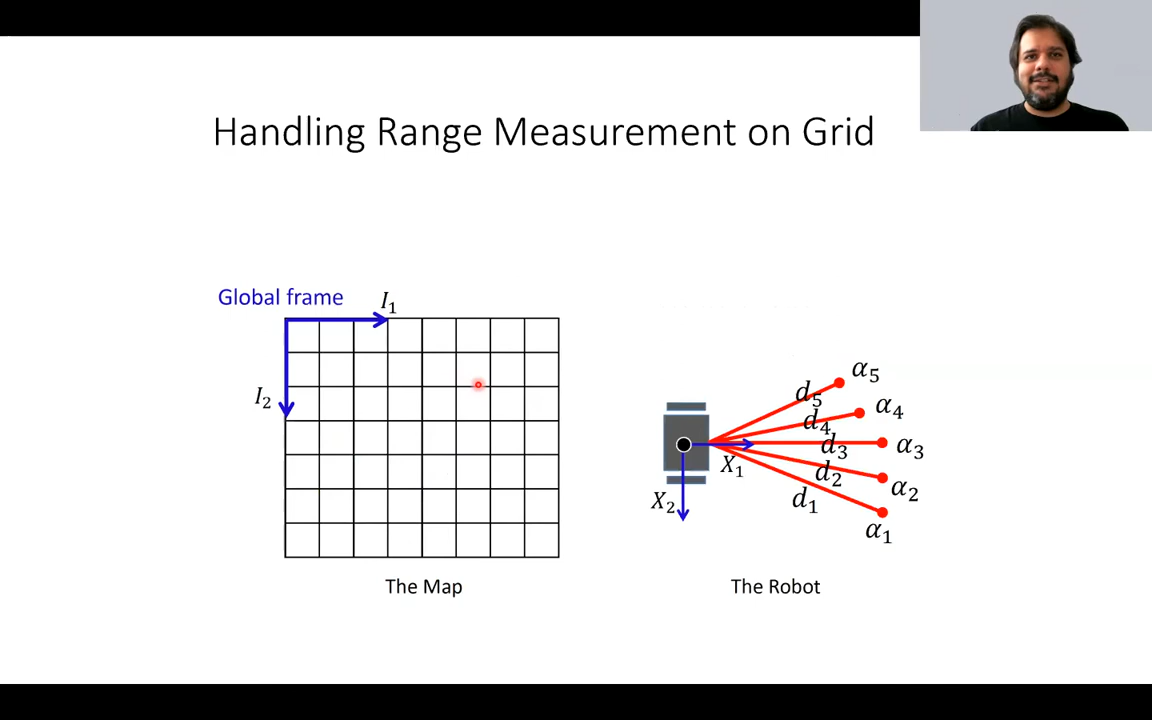 Handling Range Measurement on Grid
Global frame
I₁
I₂
The Map
α₅
d₅
α₄
d₄
α₃
d₃
X₁
d₂
α₂
X₂
d₁
α₁
The Robot